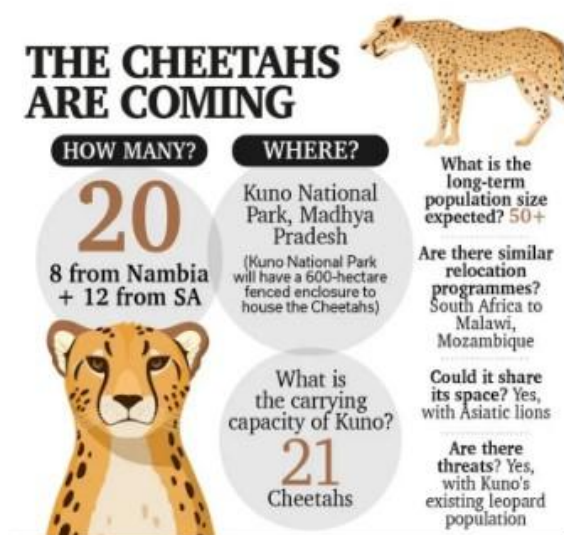 THE CHEETAHS
ARE COMING
HOW MANY?
20
8 from Nambia
+ 12 from SA
WHERE?
Kuno National
Park, Madhya
Pradesh
(Kuno National Park
will have a 600-hectare
fenced enclosure to
house the Cheetahs)
What is
the carrying
capacity of Kuno?
21
Cheetahs
What is the
long-term
population size
expected? 50+
Are there similar
relocation
programmes?
South Africa to
Malawi,
Mozambique
Could it share
its space? Yes,
with Asiatic lions
Are there
threats? Yes,
with Kuno's
existing leopard
population